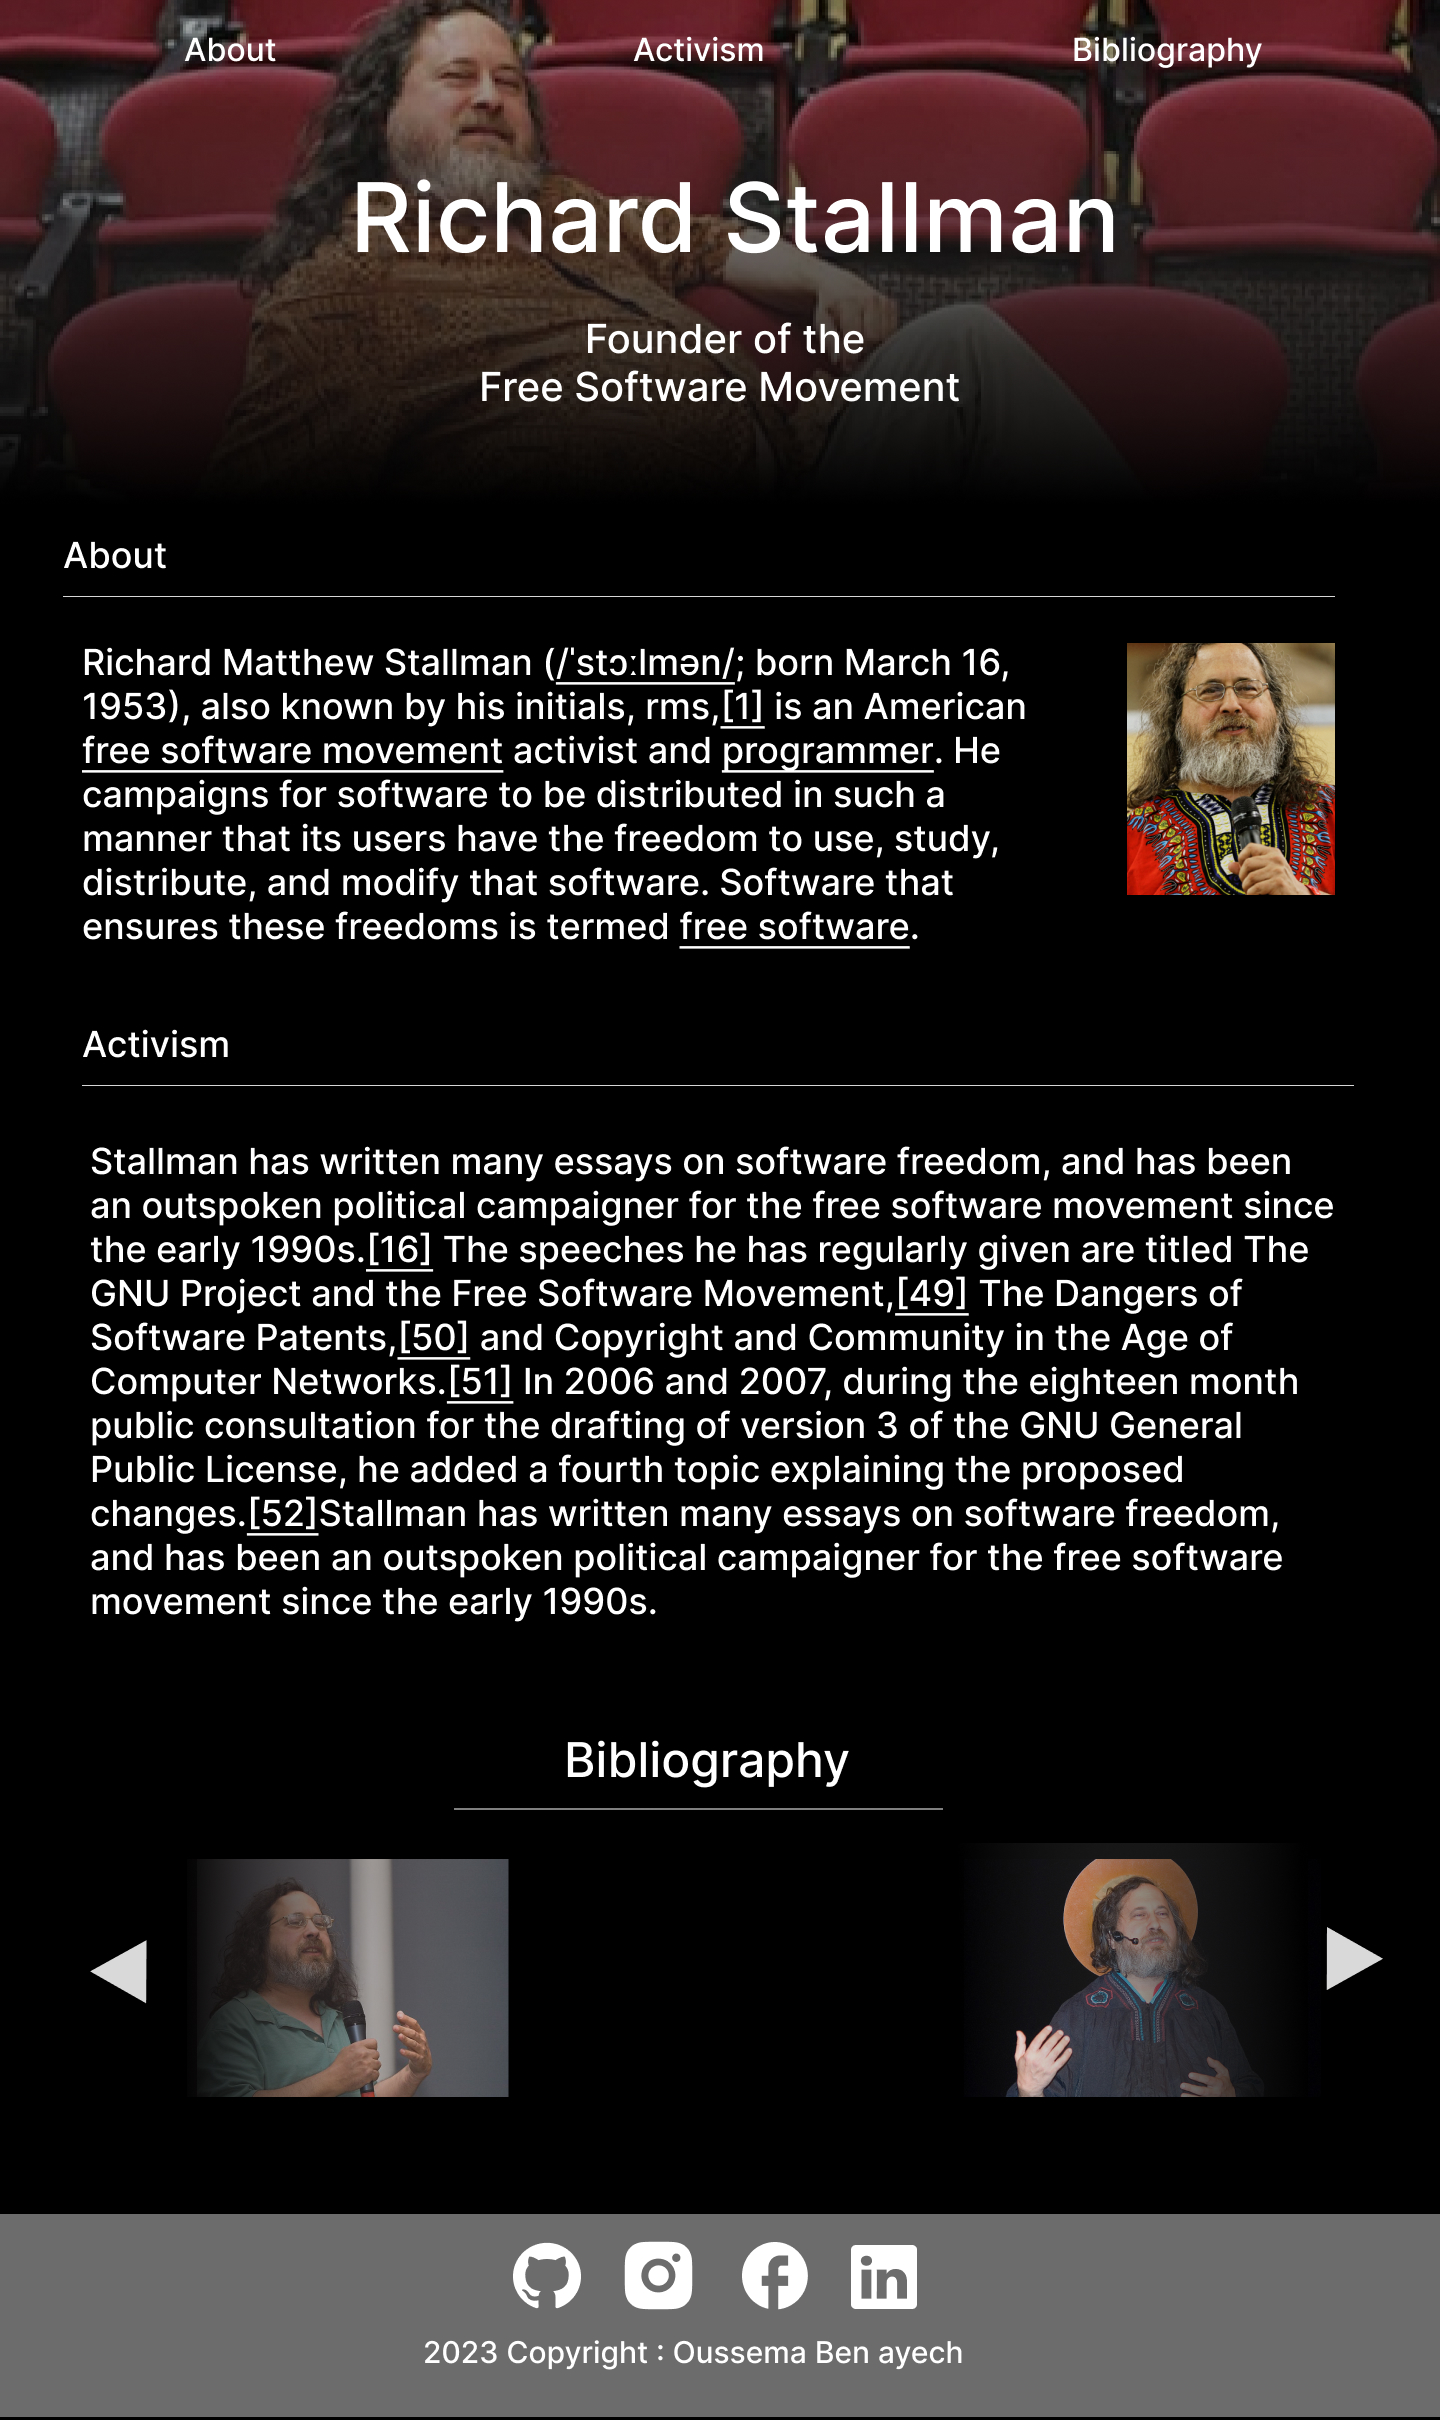 About Activism Bibliography
Richard Stallman
Founder of the
Free Software Movement
About
Richard Matthew Stallman (/ˈstɔːlmən/; born March 16,
1953), also known by his initials, rms,[1] is an American
free software movement activist and programmer. He
campaigns for software to be distributed in such a
manner that its users have the freedom to use, study,
distribute, and modify that software. Software that
ensures these freedoms is termed free software.
Activism
Stallman has written many essays on software freedom, and has been
an outspoken political campaigner for the free software movement since
the early 1990s.[16] The speeches he has regularly given are titled The
GNU Project and the Free Software Movement,[49] The Dangers of
Software Patents,[50] and Copyright and Community in the Age of
Computer Networks.[51] In 2006 and 2007, during the eighteen month
public consultation for the drafting of version 3 of the GNU General
Public License, he added a fourth topic explaining the proposed
changes.[52]Stallman has written many essays on software freedom,
and has been an outspoken political campaigner for the free software
movement since the early 1990s.
Bibliography
in
2023 Copyright : Oussema Ben ayech